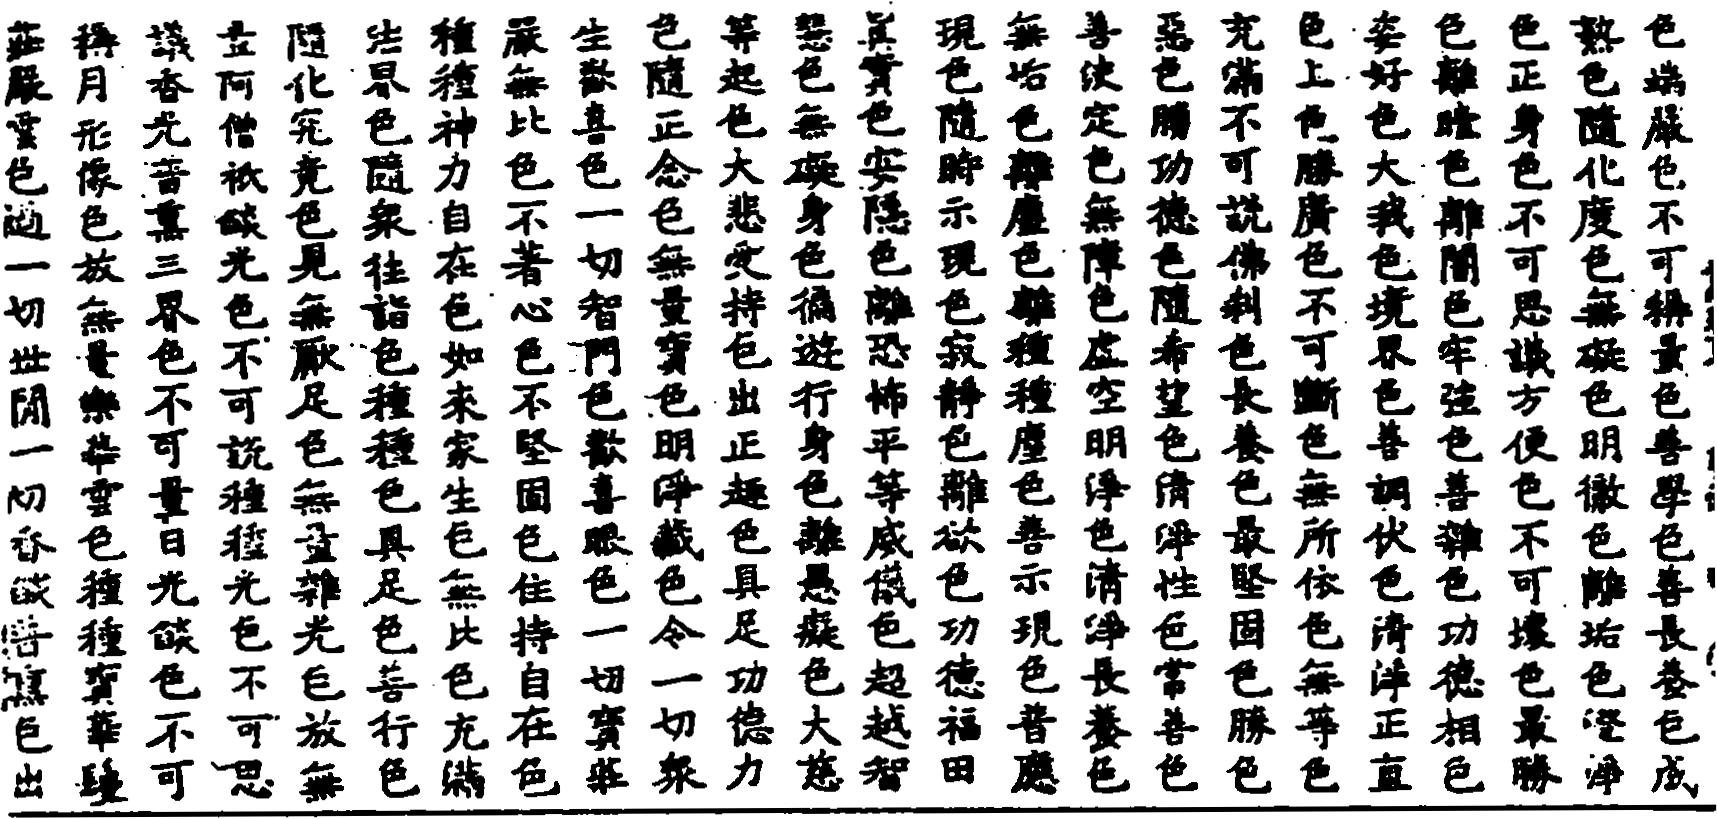 色端嚴色不可稱量色善學色善長養色成
熟色隨化度色無礙色明徹色離垢色澄淨
色正身色不可思議方便色不可壞色最勝
色離曀色離闇色牢強色善雜色功德相色
姿好色大我色境界色善調伏色清淨正直
色上色勝廣色不可斷色無所依色無等色
充滿不可說佛剎色長養色最堅固色勝色
惡色勝功德色隨希望色清淨性色常善色
善決定色無障色虛空明淨色清淨長養色
無垢色離塵色離種種塵色善示現色普應
現色隨時示現色寂靜色離欲色功德福田
真實色安隱色離恐怖平等威儀色超越智
慧色無礙身色徧遊行身色離愚癡色大慈
等起色大悲受持色出正趣色具足功德力
色隨正念色無量寶色明淨藏色令一切眾
生歡喜色一切智門色歡喜眼色一切寶莊
嚴無比色不著心色不堅固色住持自在色
種種神力自在色如來家生色無比色充滿
法界色隨眾往詣色種種色具足色善行色
隨化究竟色見無厭足色無盡雜光色放無
立阿僧祇燄光色不可說種種光色不可思
議香光音熏三界色不可量日光燄色不可
稱月形像色放無量樂華雲色種種寶華鬘
莊嚴雲色過一切世間一切香燄普熏色出